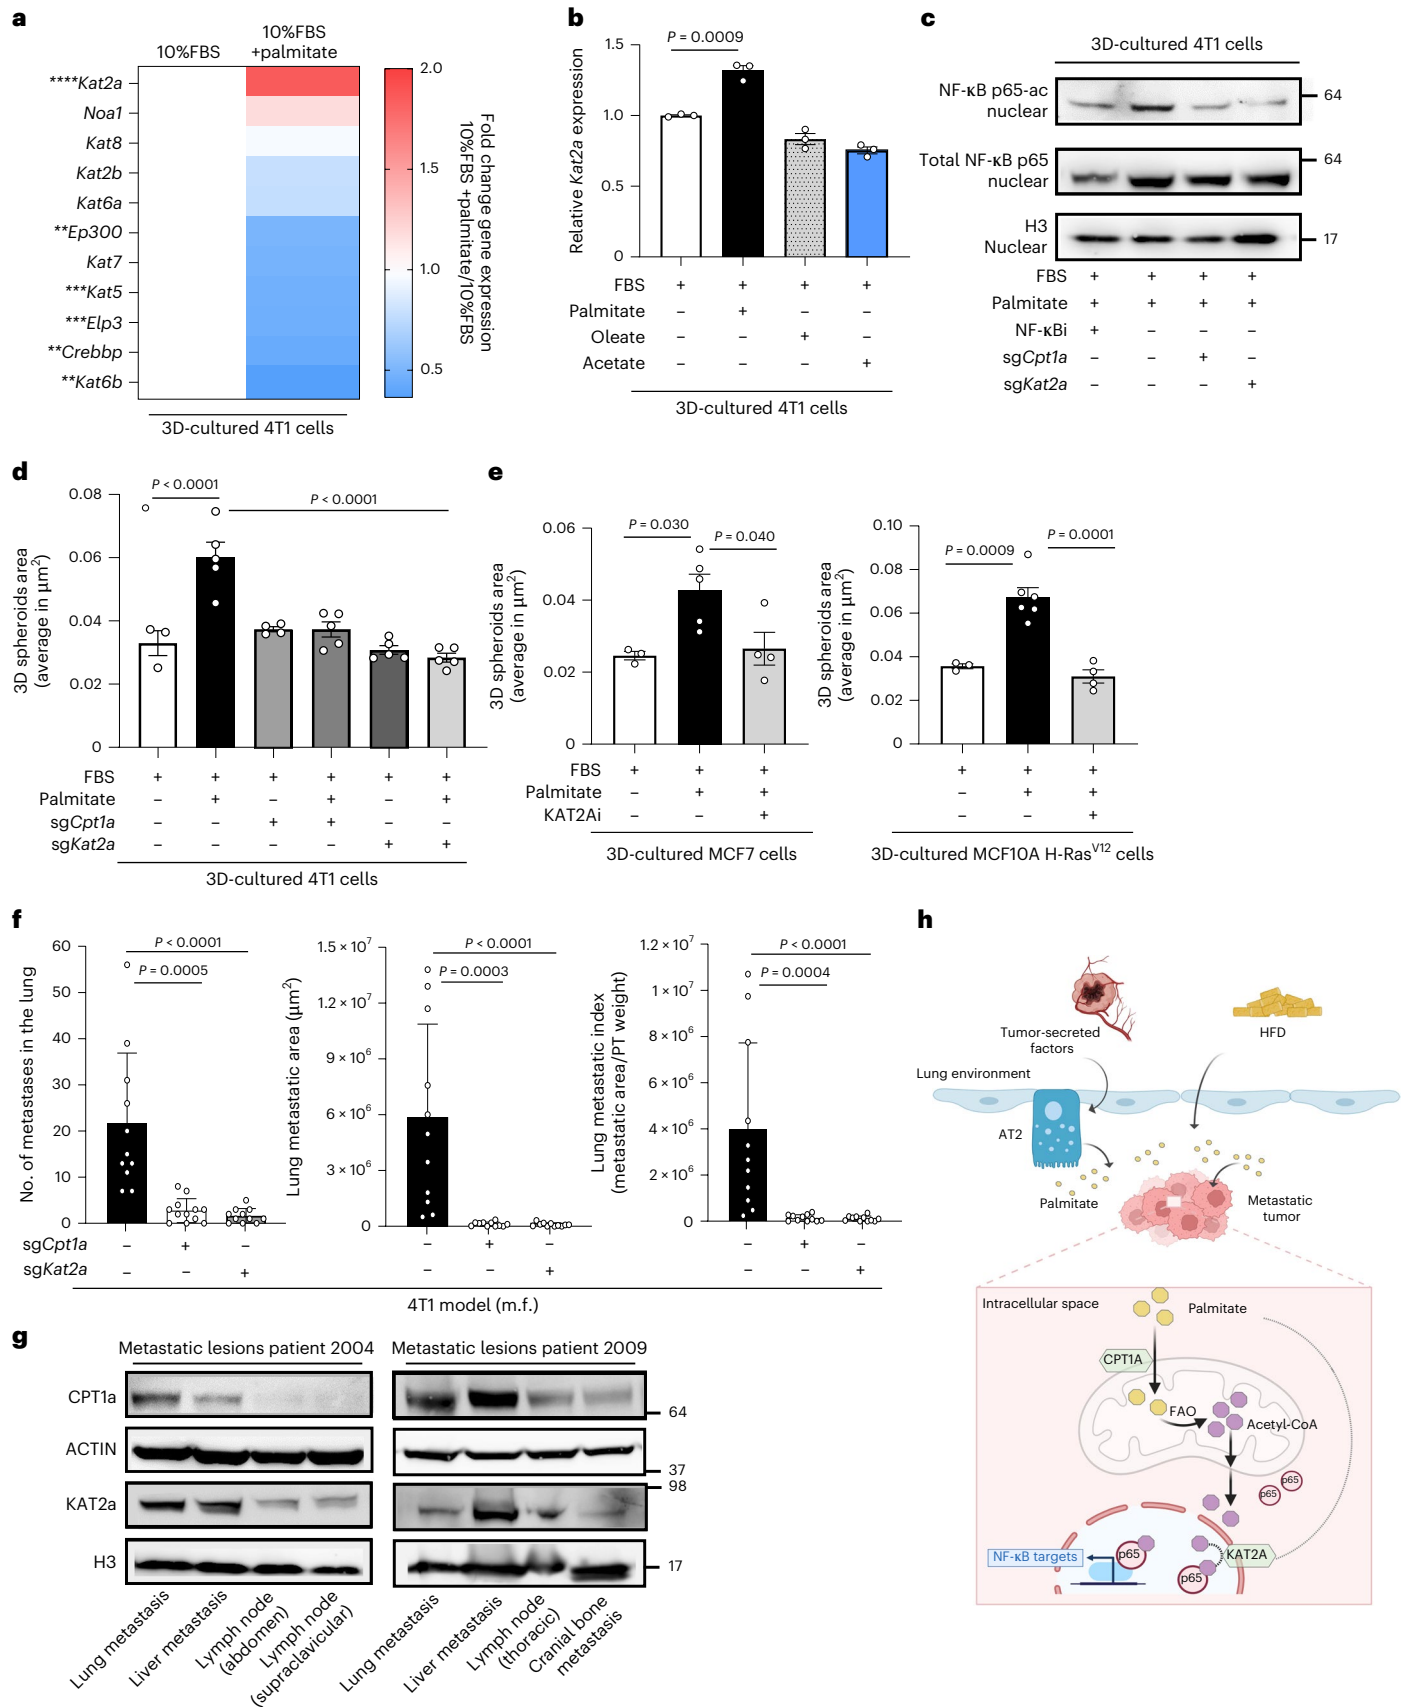 a
10%FBS
10%FBS
+palmitate
****Kat2a
Noa1
Kat8
Kat2b
Kat6a
**Ep300
Kat7
***Kat5
***Elp3
**Crebbp
**Kat6b
2.0
1.5
1.0
0.5
Fold change gene expression
10%FBS +palmitate/10%FBS
3D-cultured 4T1 cells
b
Relative Kat2a expression
P = 0.0009
1.5
1.0
0.5
0
FBS + + + +
Palmitate – + – –
Oleate – – + –
Acetate – – – +
3D-cultured 4T1 cells
c
3D-cultured 4T1 cells
NF-κB p65-ac
nuclear
64
Total NF-κB p65
nuclear
64
H3
Nuclear
17
FBS + + + +
Palmitate + + + +
NF-κBi + – – –
sgCpt1a – – + –
sgKat2a – – – +
d
3D spheroids area
(average in μm²)
P < 0.0001
P < 0.0001
0.08
0.06
0.04
0.02
0
FBS + + + + + +
Palmitate – + – + – +
sgCpt1a – – + + – –
sgKat2a – – – – + +
3D-cultured 4T1 cells
e
3D spheroids area
(average in μm²)
P = 0.030
P = 0.040
0.06
0.04
0.02
0
FBS + + +
Palmitate – + +
KAT2Ai – – +
3D-cultured MCF7 cells
3D spheroids area
(average in μm²)
P = 0.0009
P = 0.0001
0.10
0.08
0.06
0.04
0.02
0
+ + +
– + +
– – +
3D-cultured MCF10A H-Rasⱽ¹² cells
f
No. of metastases in the lung
P < 0.0001
P = 0.0005
60
50
40
30
20
10
0
sgCpt1a – + –
sgKat2a – – +
Lung metastatic area (μm²)
P < 0.0001
P = 0.0003
1.5 × 10⁷
1.2 × 10⁷
9 × 10⁶
6 × 10⁶
3 × 10⁶
0
– + –
– – +
Lung metastatic index
(metastatic area/PT weight)
P < 0.0001
P = 0.0004
1.2 × 10⁷
1 × 10⁷
8 × 10⁶
6 × 10⁶
4 × 10⁶
2 × 10⁶
0
– + –
– – +
4T1 model (m.f.)
g
Metastatic lesions patient 2004
Metastatic lesions patient 2009
CPT1a
64
ACTIN
37
98
KAT2a
H3
17
Lung metastasis
Liver metastasis
Lymph node
(abdomen)
Lymph node
(supraclavicular)
Lung metastasis
Liver metastasis
Lymph node
(thoracic)
Cranial bone
metastasis
h
Tumor-secreted
factors
HFD
Lung environment
AT2
Palmitate
Metastatic
tumor
Intracellular space
Palmitate
CPT1A
FAO
Acetyl-CoA
p65
p65
NF-κB targets
p65
KAT2A
p65